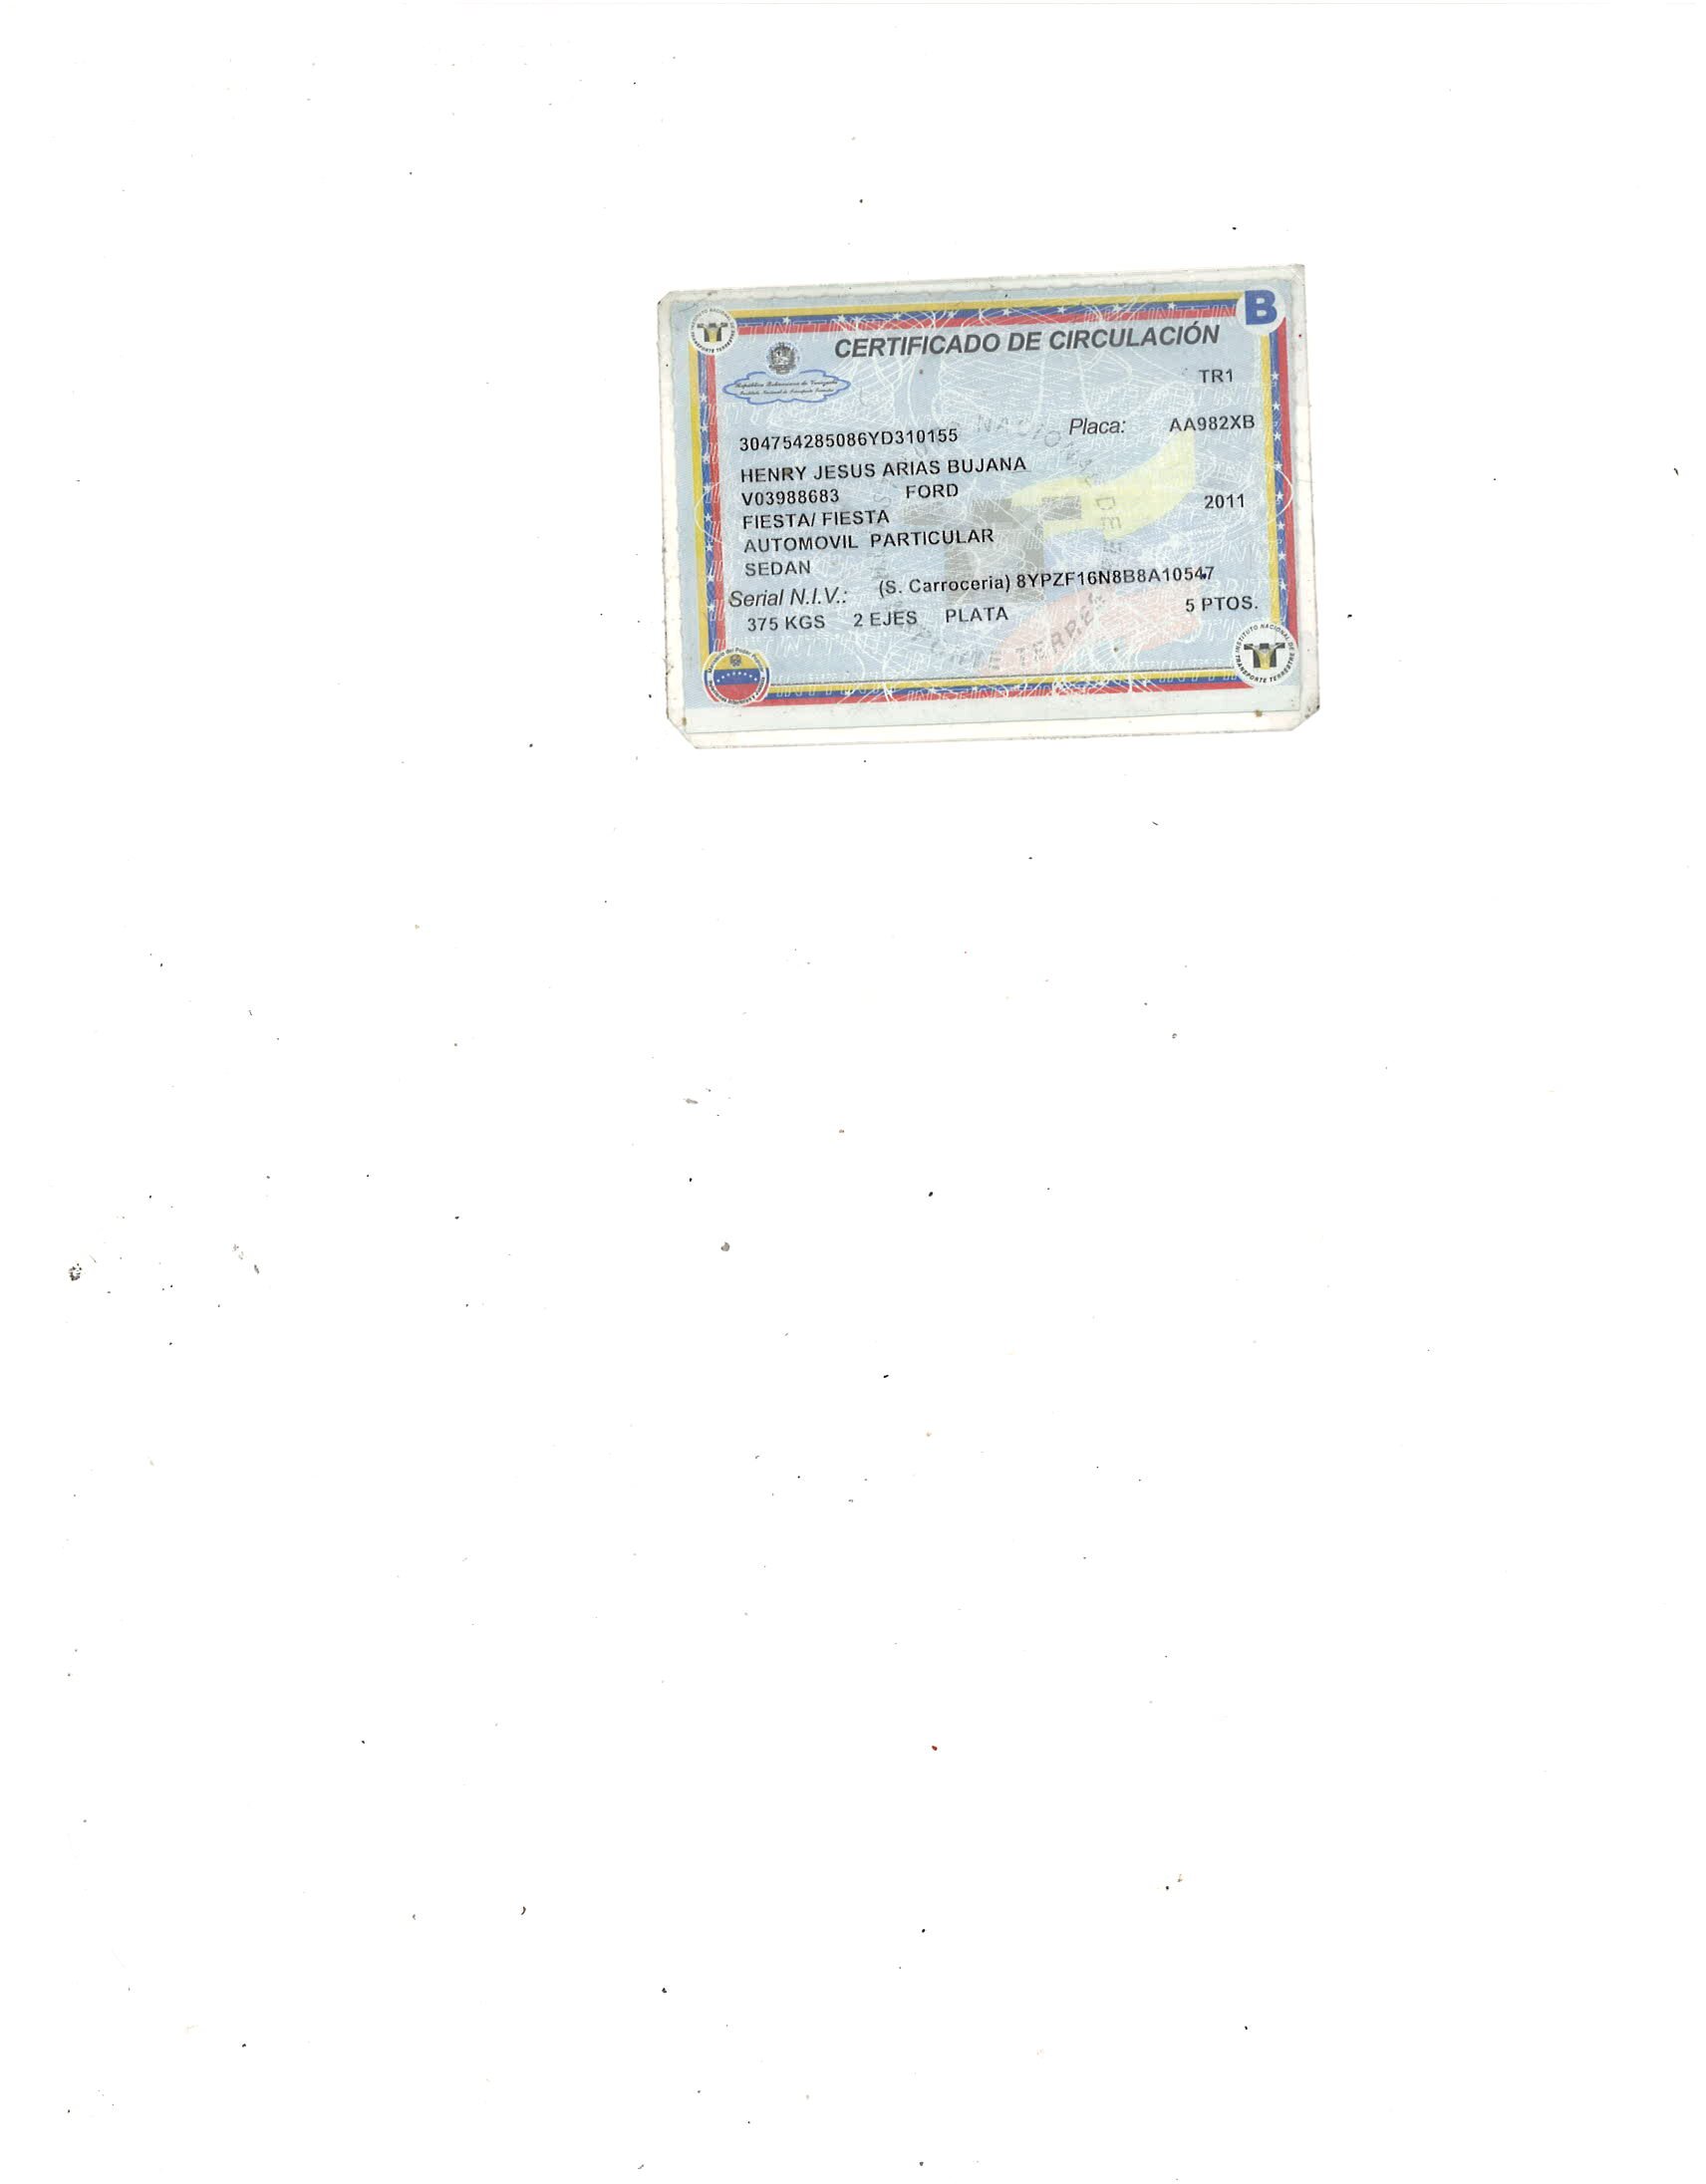 B
CERTIFICADO DE CIRCULACIÓN
República Bolivariana de Venezuela
Instituto Nacional de Transporte Terrestre
TR1
304754285086YD310155 Placa: AA982XB
HENRY JESUS ARIAS BUJANA
V03988683 FORD 2011
FIESTA/ FIESTA
AUTOMOVIL PARTICULAR
SEDAN
Serial N.I.V.: (S. Carroceria) 8YPZF16N8B8A10547
375 KGS 2 EJES PLATA 5 PTOS.
INSTITUTO NACIONAL DE TRANSPORTE TERRESTRE